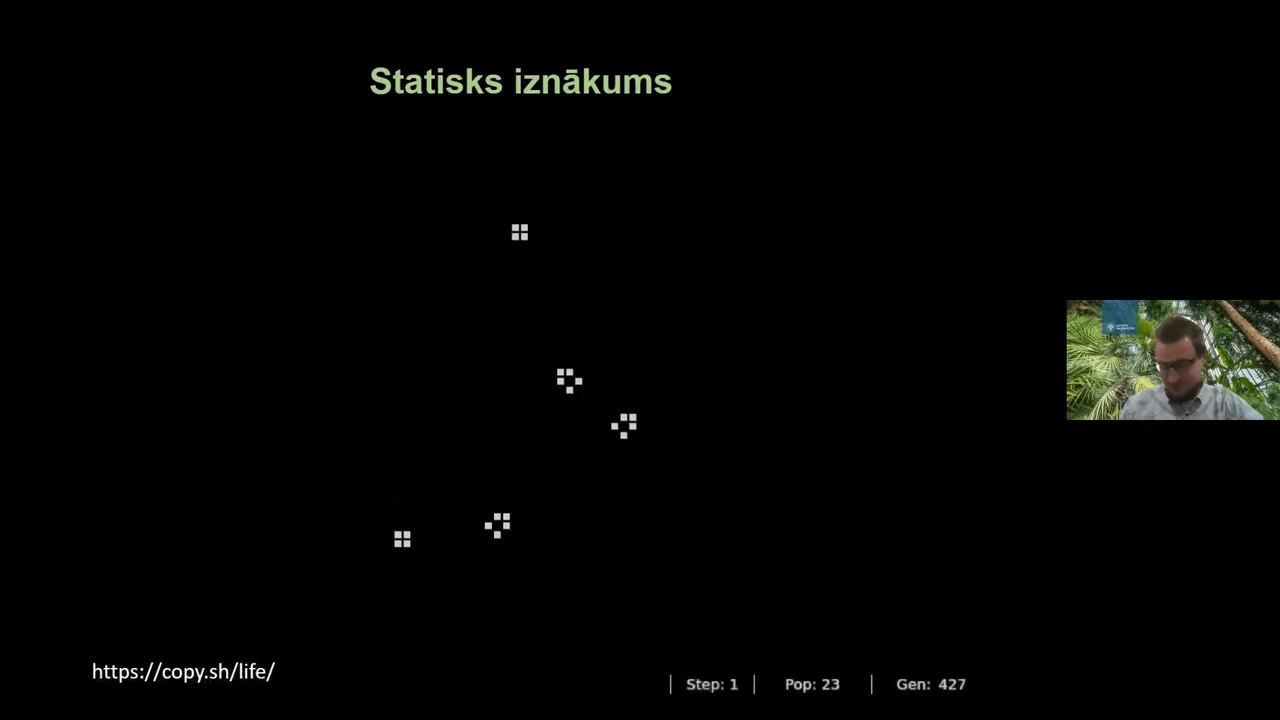 Statisks iznākums
https://copy.sh/life/
Step: 1
Pop: 23
Gen: 427